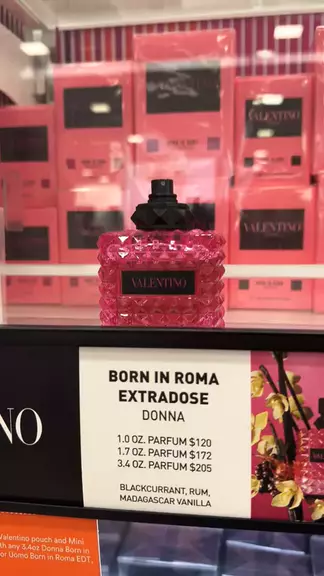 VALENTINO
VALENTINO
VALENTINO
NO
BORN IN ROMA
EXTRADOSE
DONNA
1.0 OZ. PARFUM $120
1.7 OZ. PARFUM $172
3.4 OZ. PARFUM $205
BLACKCURRANT, RUM,
MADAGASCAR VANILLA
Valentino pouch and Mini
th any 3.4oz Donna Born in
or Uomo Born in Roma EDT.